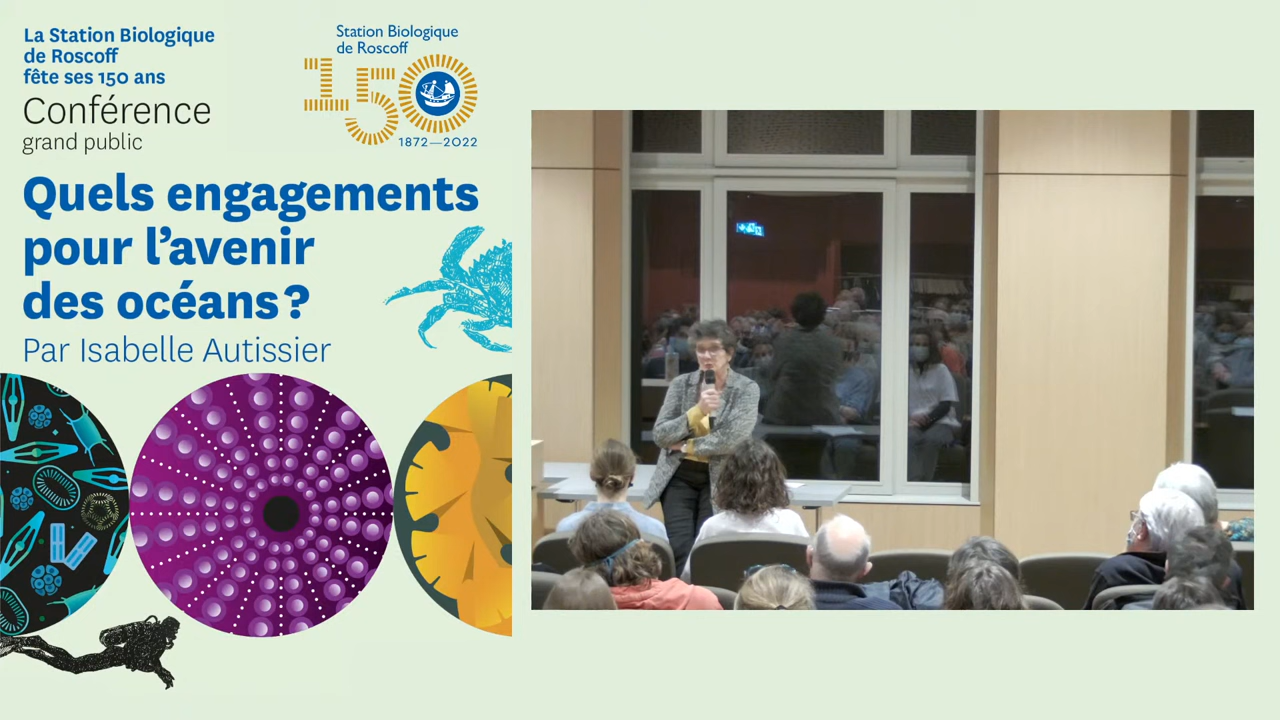 La Station Biologique
de Roscoff
fête ses 150 ans
Conférence
grand public
Station Biologique
de Roscoff
150
1872—2022
Quels engagements
pour l'avenir
des océans ?
Par Isabelle Autissier